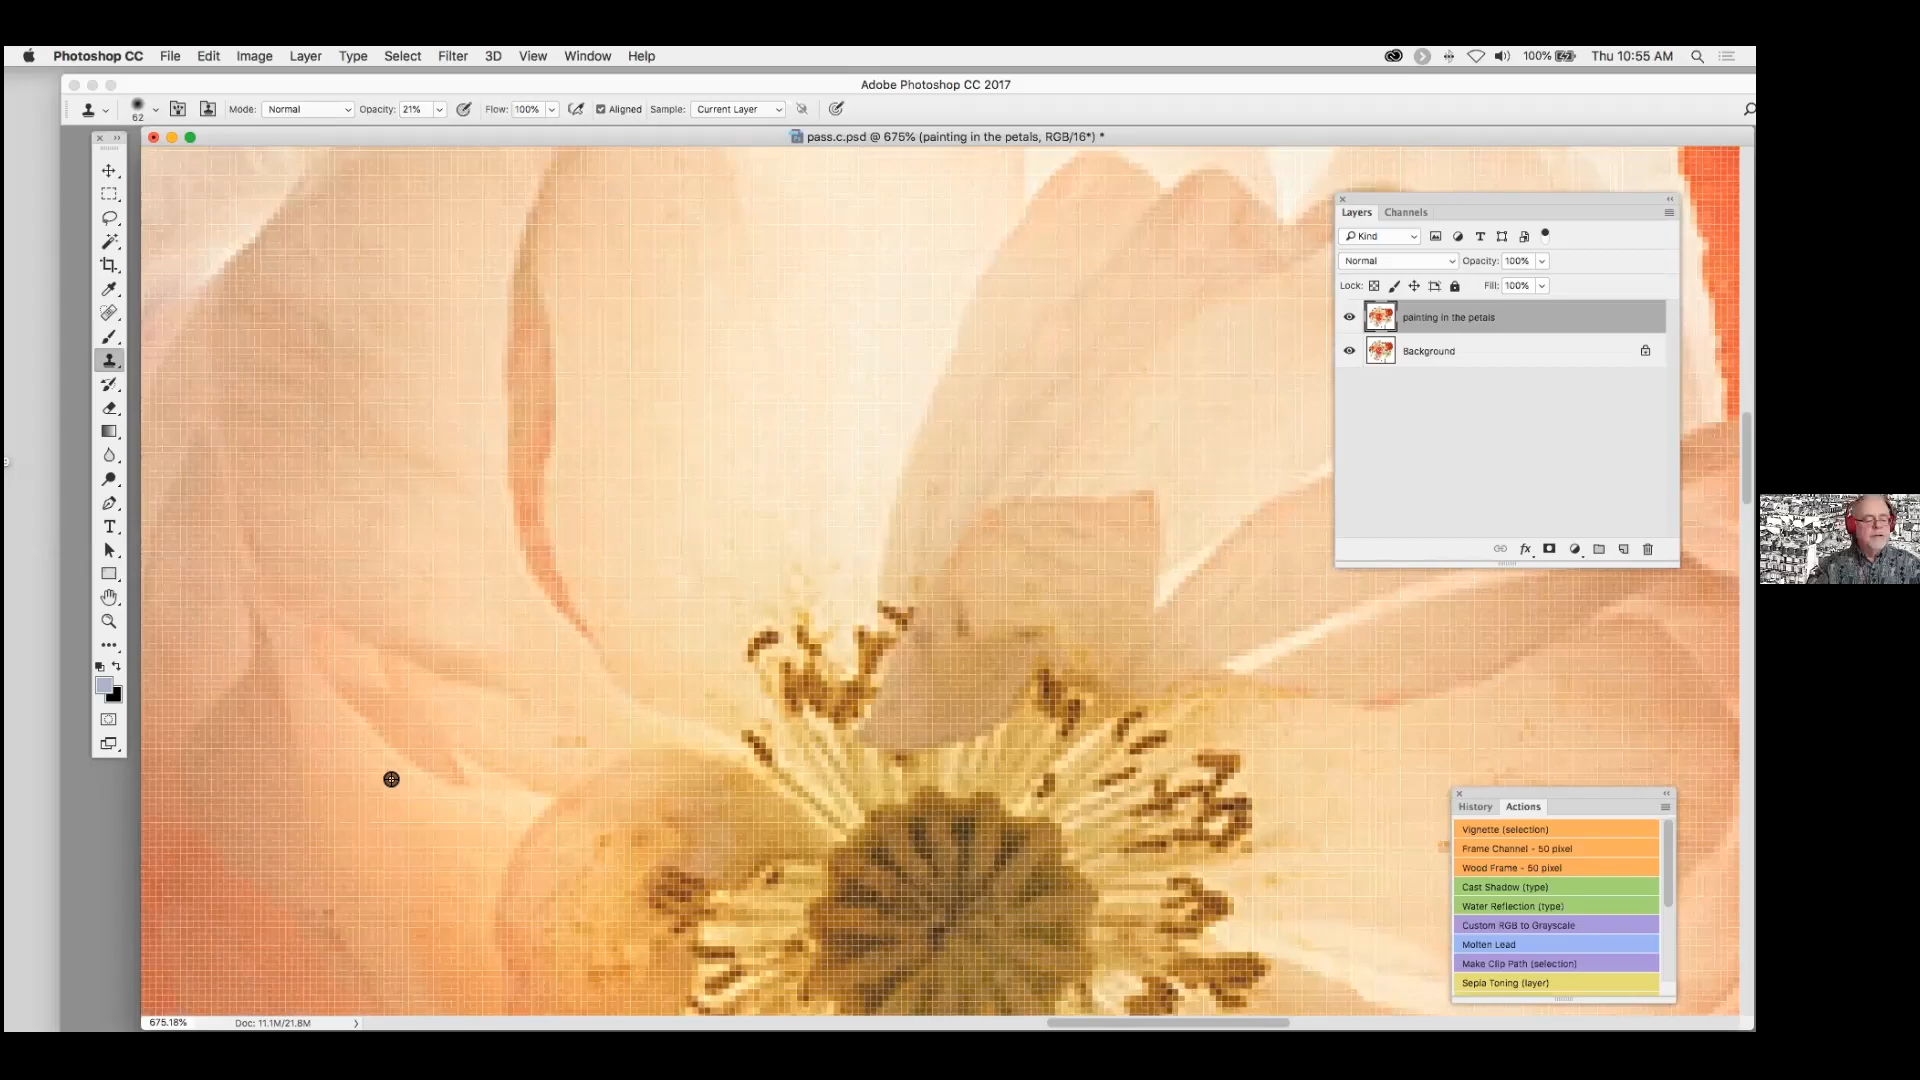 Photoshop CC File Edit Image Layer Type Select Filter 3D View Window Help 100% Thu 10:55 AM
Adobe Photoshop CC 2017
62 Mode: Normal Opacity: 21% Flow: 100% Aligned Sample: Current Layer
pass.c.psd @ 675% (painting in the petals, RGB/16*) *
Layers Channels
Kind
Normal Opacity: 100%
Lock: Fill: 100%
painting in the petals
Background
History Actions
Vignette (selection)
Frame Channel - 50 pixel
Wood Frame - 50 pixel
Cast Shadow (type)
Water Reflection (type)
Custom RGB to Grayscale
Molten Lead
Make Clip Path (selection)
Sepia Toning (layer)
675.18% Doc: 11.1M/21.8M